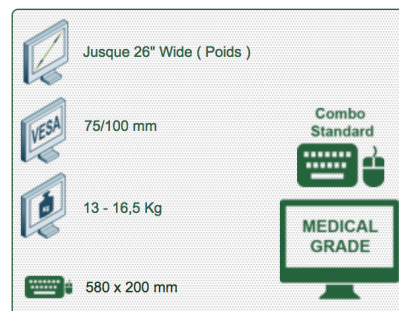 Jusque 26" Wide ( Poids )
VESA
75/100 mm
Combo
Standard
KG
13 - 16,5 Kg
MEDICAL
GRADE
580 x 200 mm